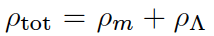 ρ_tot = ρ_m + ρ_Λ